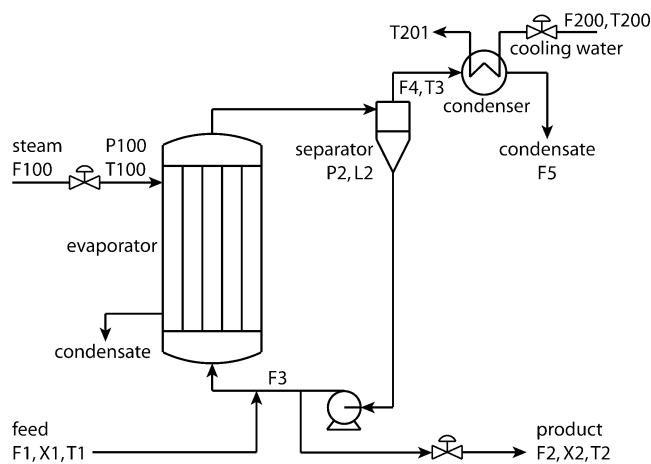 F200, T200
T201
cooling water
F4, T3
condenser
steam
F100
P100
T100
separator
P2, L2
condensate
F5
evaporator
condensate
F3
feed
F1, X1, T1
product
F2, X2, T2